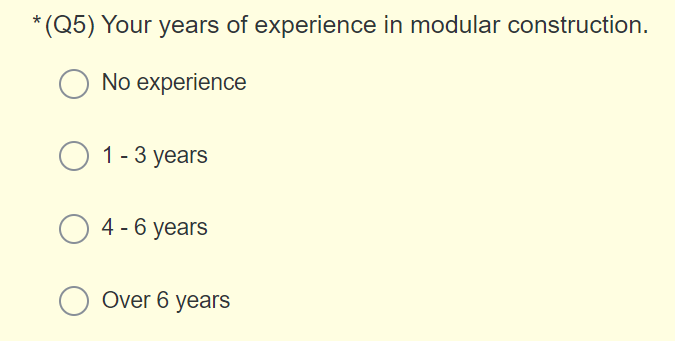 *(Q5) Your years of experience in modular construction.
No experience
1 - 3 years
4 - 6 years
Over 6 years